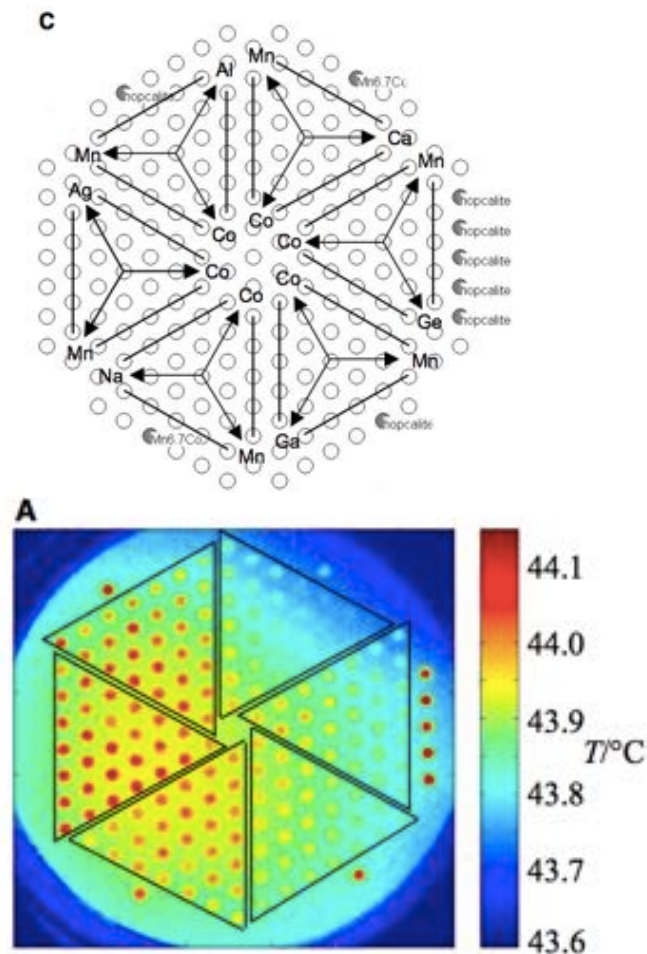 C
Al Mn
hopcalite Mn6.7Co
Mn Ca
Mn
Ag hopcalite
Co Co hopcalite
Co
Co Co hopcalite
Co hopcalite
Ge hopcalite
Mn Mn
Na
Mn6.7Co hopcalite
Mn Ga
A
44.1
44.0
43.9
T/°C
43.8
43.7
43.6